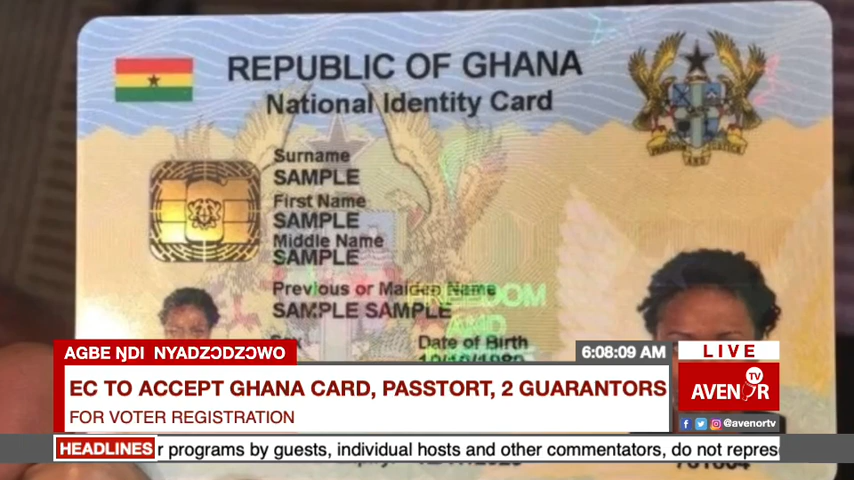 REPUBLIC OF GHANA
National Identity Card
Surname
SAMPLE
First Name
SAMPLE
Middle Name
SAMPLE
Previous or Maiden Name
SAMPLE SAMPLE
FREEDOM
AND
Date of Birth
AGBE ŊDI NYADZƆDZƆWO
6:08:09 AM
LIVE
EC TO ACCEPT GHANA CARD, PASSTORT, 2 GUARANTORS
FOR VOTER REGISTRATION
AVENOR
TV
@avenortv
HEADLINES
r programs by guests, individual hosts and other commentators, do not repres